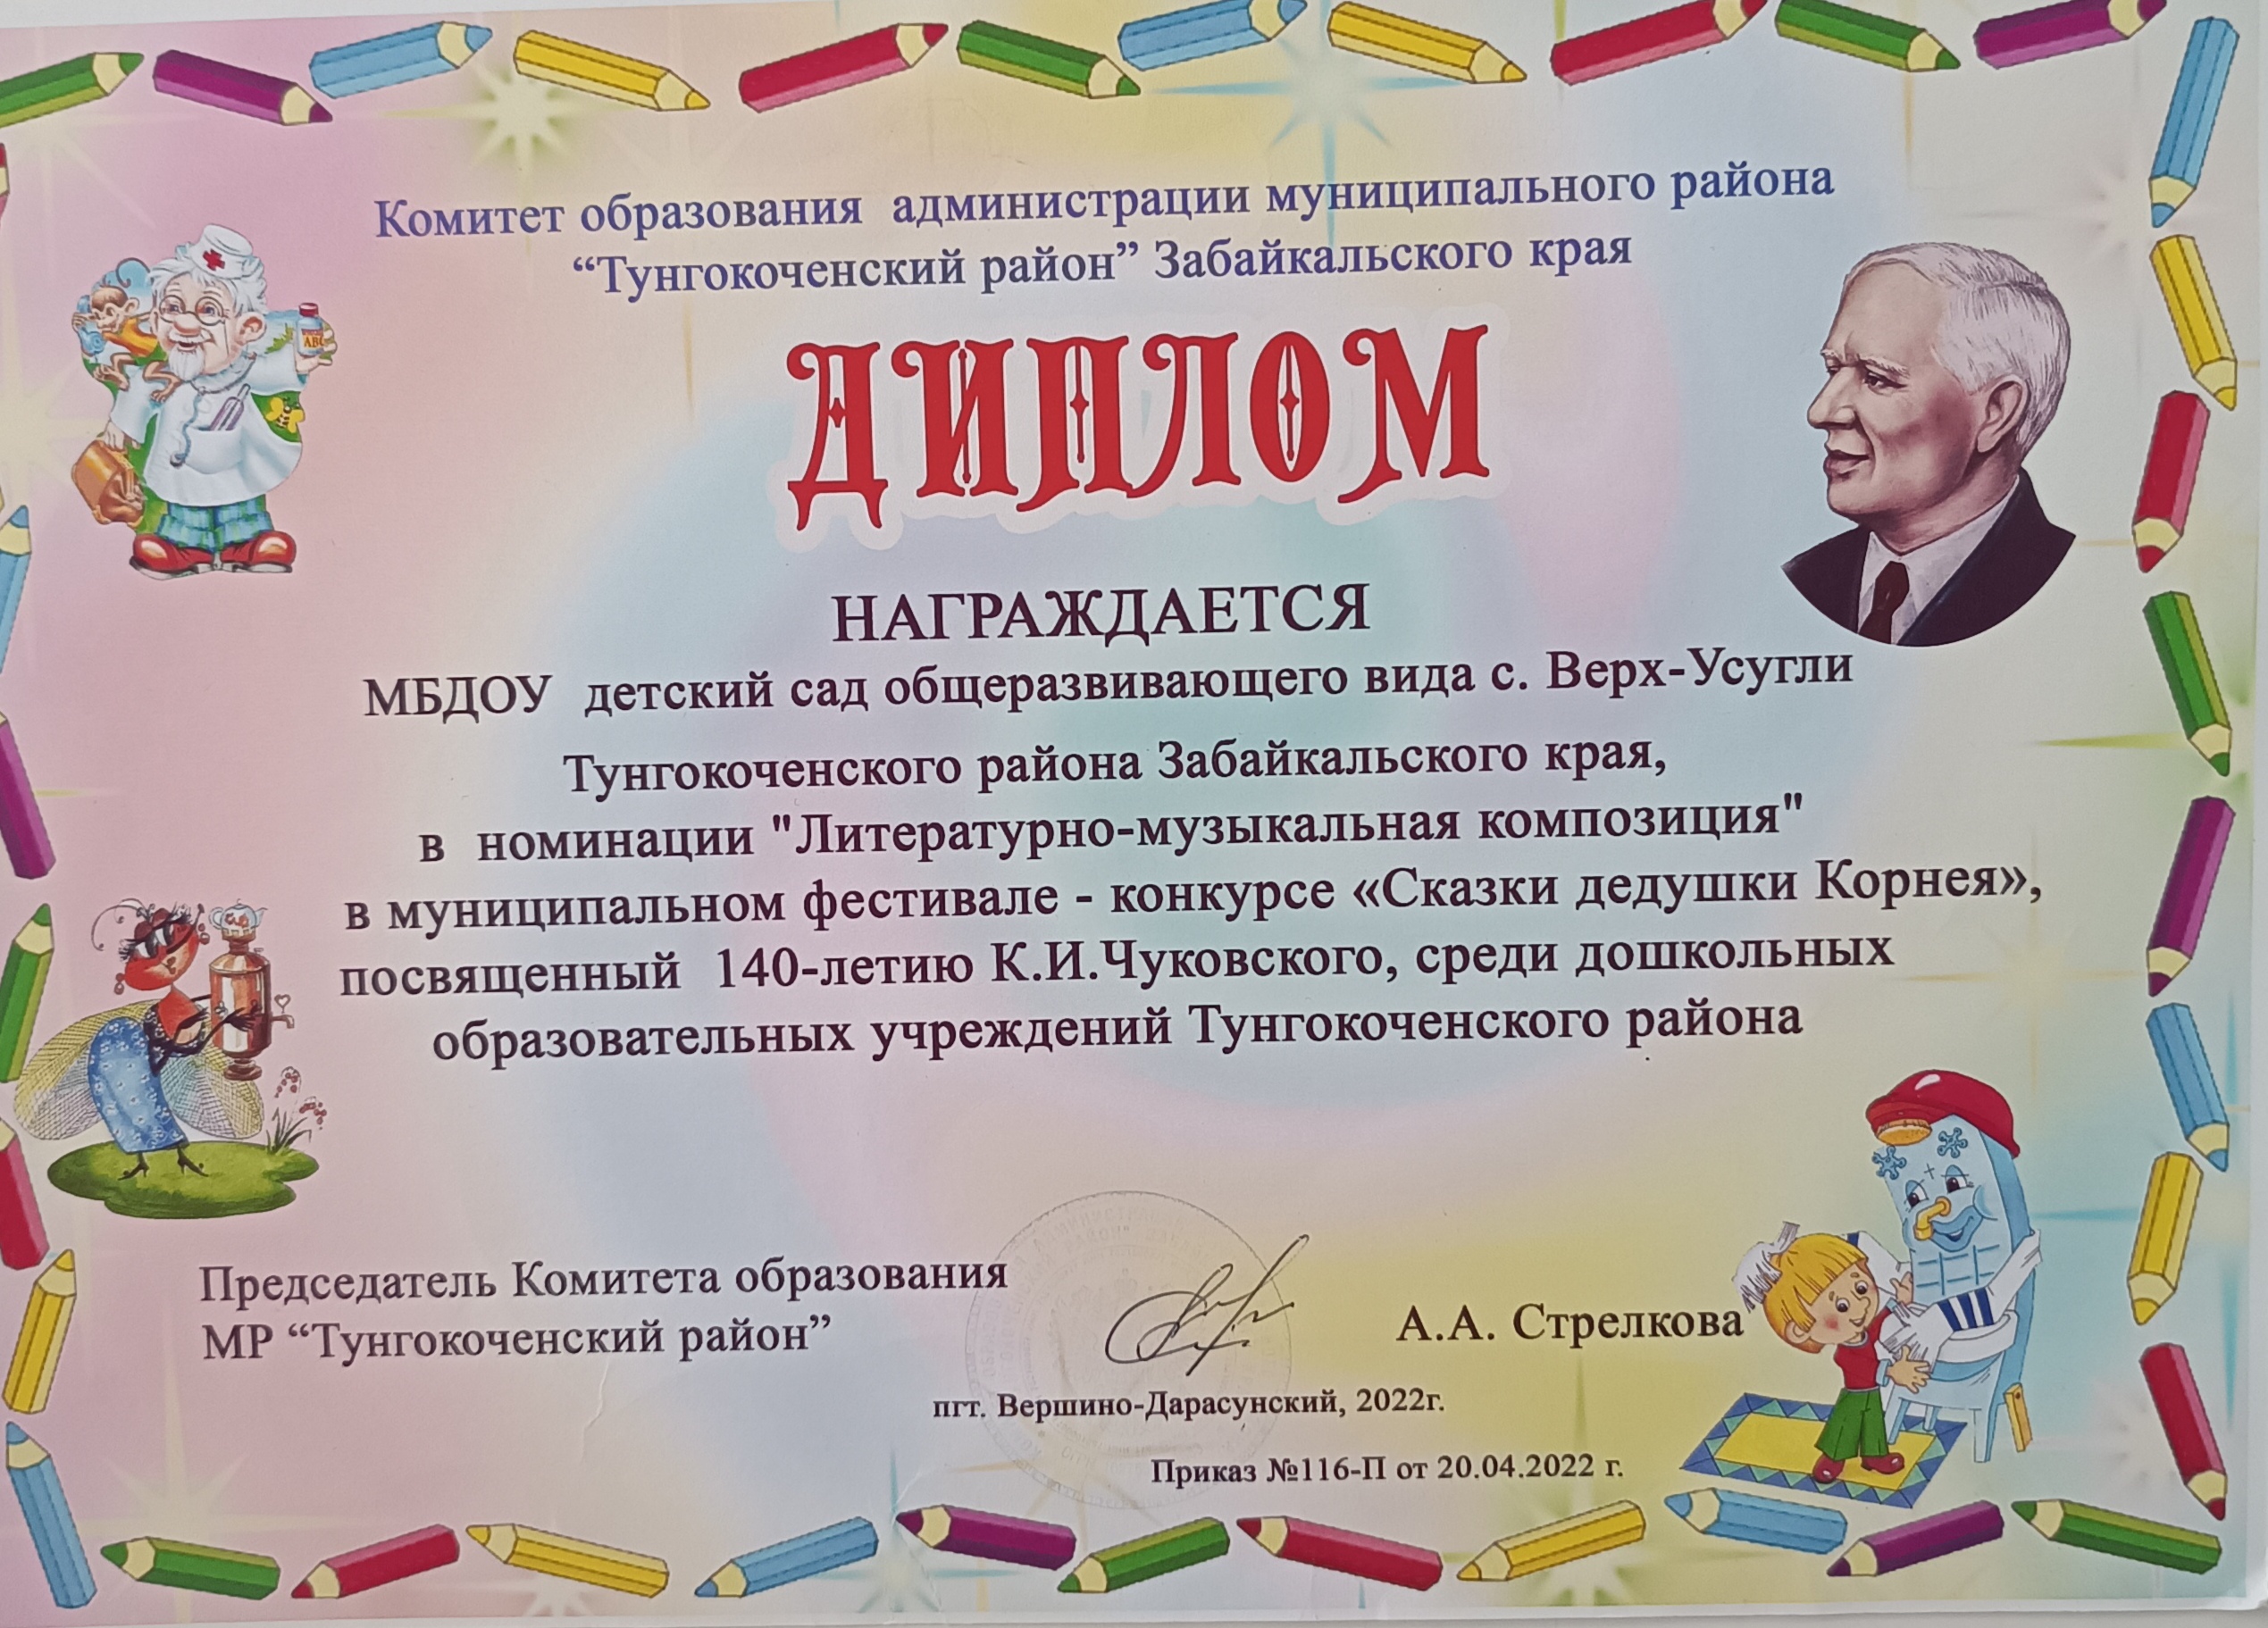 Комитет образования администрации муниципального района
“Тунгокоченский район” Забайкальского края
ДИПЛОМ
НАГРАЖДАЕТСЯ
МБДОУ детский сад общеразвивающего вида с. Верх-Усугли
Тунгокоченского района Забайкальского края,
в номинации "Литературно-музыкальная композиция"
в муниципальном фестивале - конкурсе «Сказки дедушки Корнея»,
посвященный 140-летию К.И.Чуковского, среди дошкольных
образовательных учреждений Тунгокоченского района
Председатель Комитета образования
МР “Тунгокоченский район”
А.А. Стрелкова
пгт. Вершино-Дарасунский, 2022г.
Приказ №116-П от 20.04.2022 г.